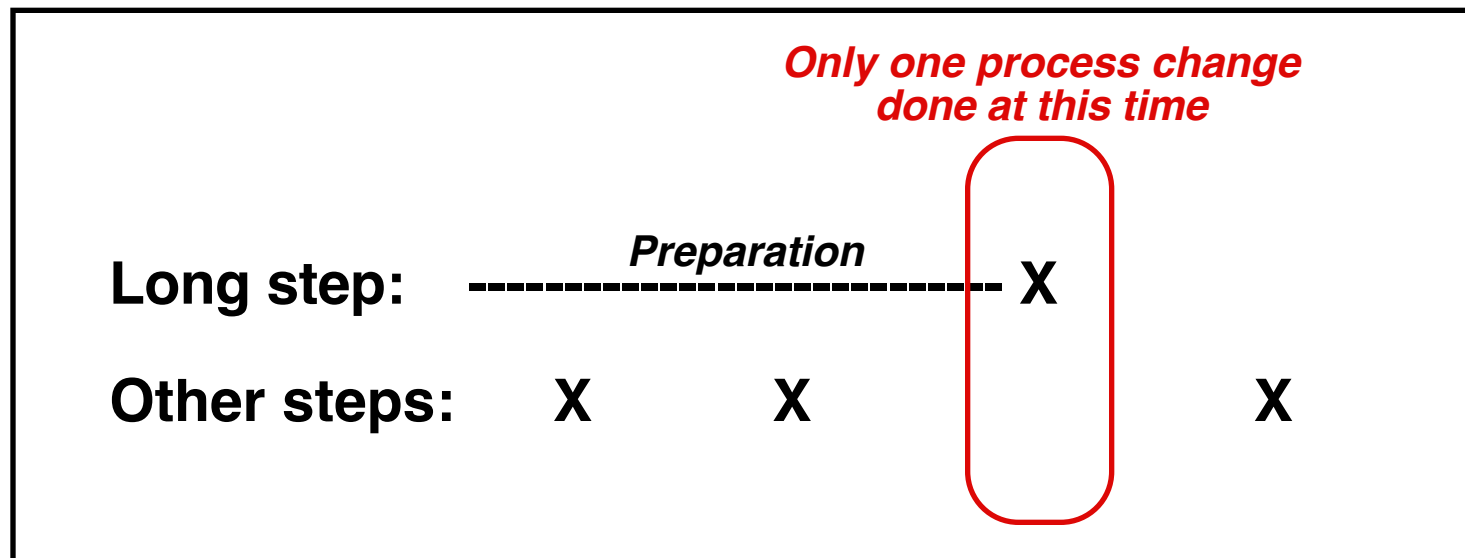 Only one process change
done at this time
Preparation
Long step: X
Other steps: X X X